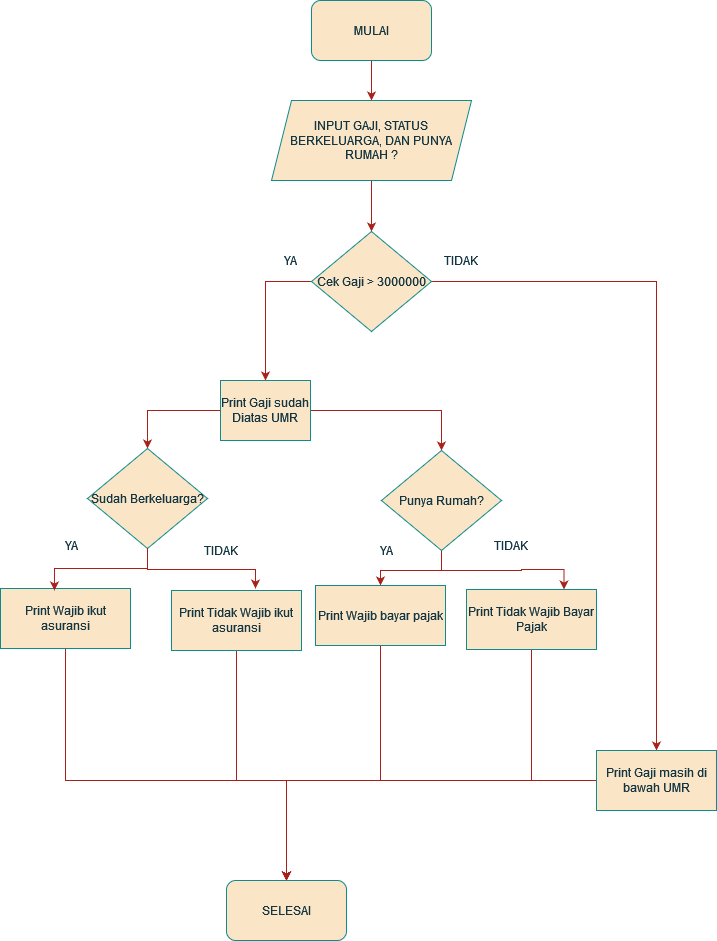 MULAI
INPUT GAJI, STATUS
BERKELUARGA, DAN PUNYA
RUMAH ?
YA
TIDAK
Cek Gaji > 3000000
Print Gaji sudah
Diatas UMR
Sudah Berkeluarga?
Punya Rumah?
YA
TIDAK
YA
TIDAK
Print Wajib ikut
asuransi
Print Tidak Wajib ikut
asuransi
Print Wajib bayar pajak
Print Tidak Wajib Bayar
Pajak
Print Gaji masih di
bawah UMR
SELESAI